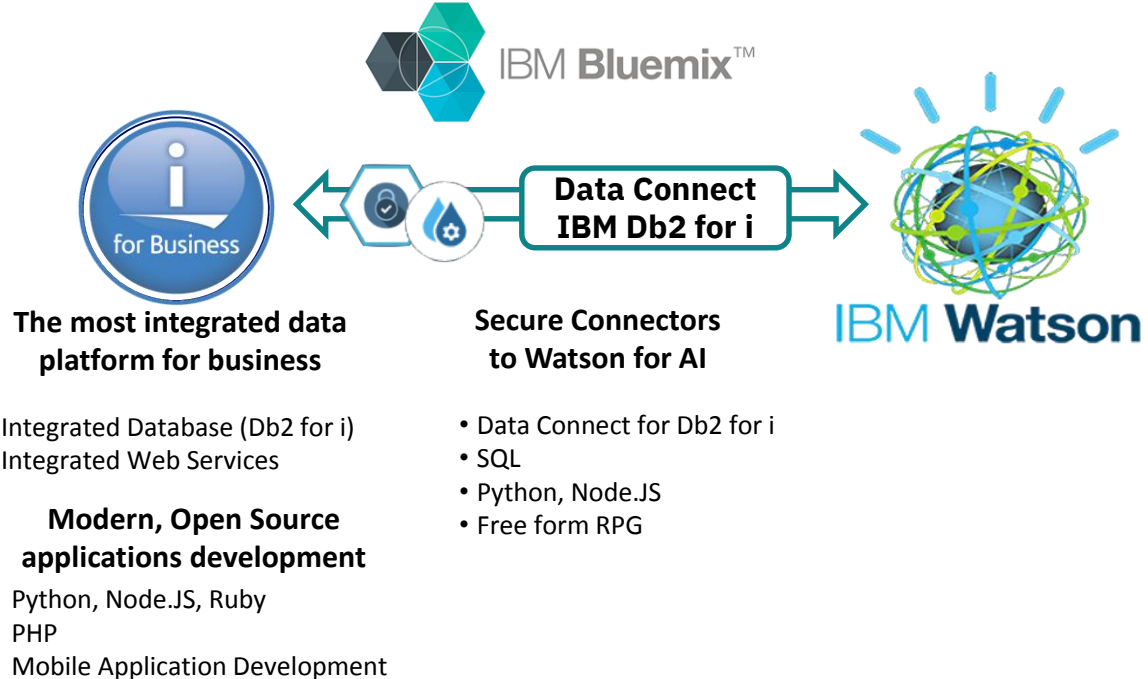 IBM Bluemix™
i
for Business
Data Connect
IBM Db2 for i
IBM Watson
The most integrated data
platform for business
Integrated Database (Db2 for i)
Integrated Web Services
Modern, Open Source
applications development
Python, Node.JS, Ruby
PHP
Mobile Application Development
Secure Connectors
to Watson for AI
• Data Connect for Db2 for i
• SQL
• Python, Node.JS
• Free form RPG